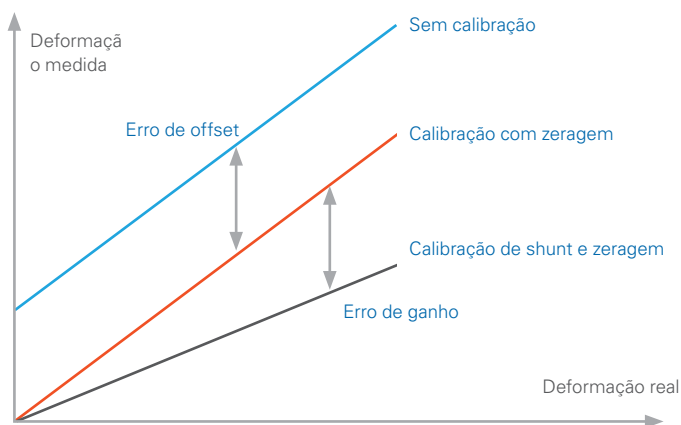 Sem calibração
Deformaçã
o medida
Erro de offset
Calibração com zeragem
Calibração de shunt e zeragem
Erro de ganho
Deformação real